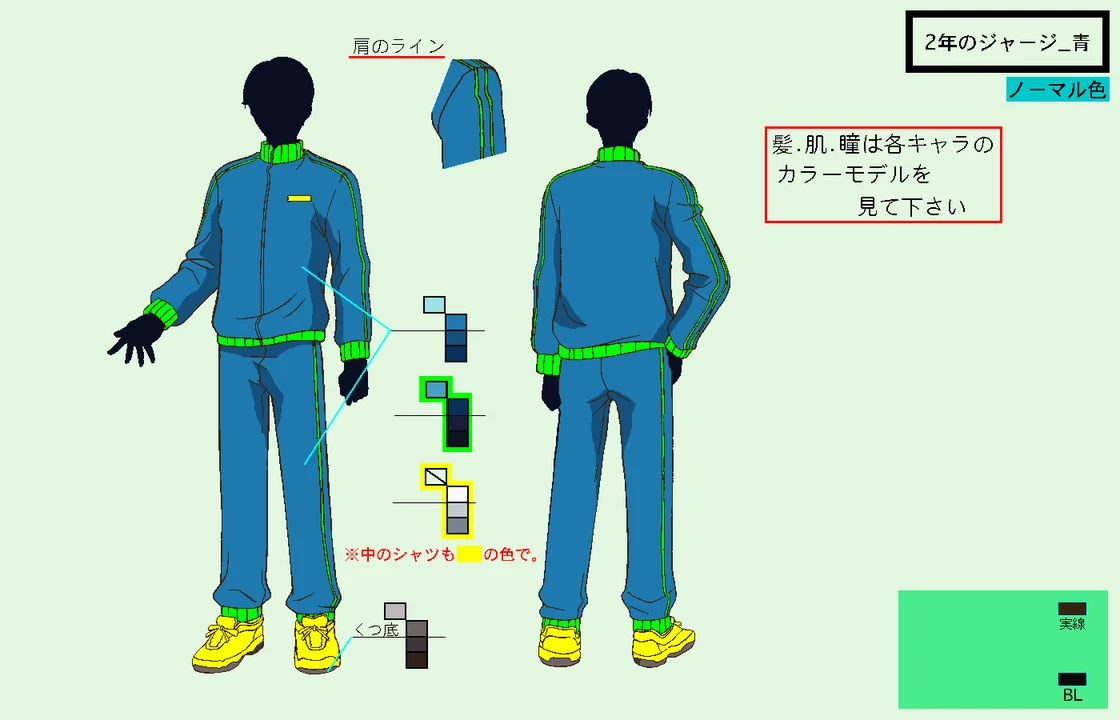 肩のライン
2年のジャージ_青
ノーマル色
髪.肌.瞳は各キャラの
カラーモデルを
見て下さい
※中のシャツも の色で。
くつ底
実線
BL